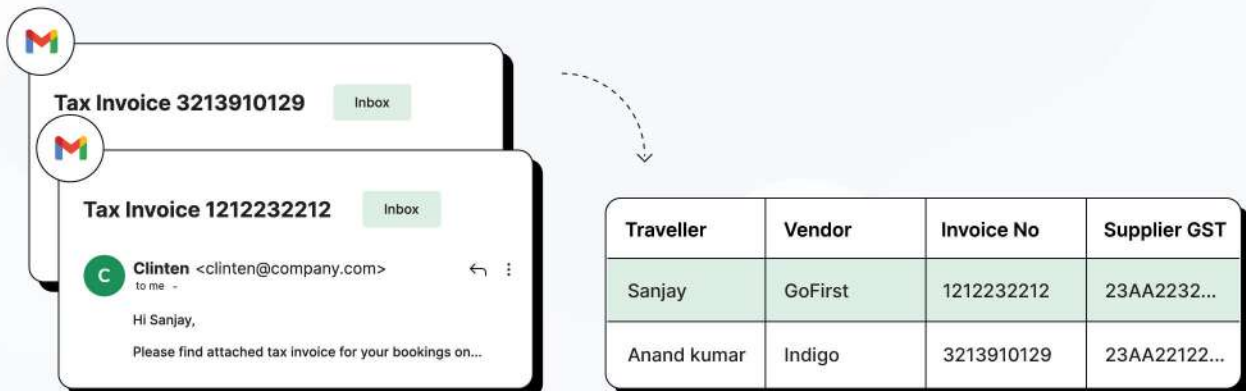 Tax Invoice 3213910129 Inbox
Tax Invoice 1212232212 Inbox
C
Clinten <clinten@company.com>
to me
Hi Sanjay,
Please find attached tax invoice for your bookings on...
Traveller Vendor Invoice No Supplier GST
Sanjay GoFirst 1212232212 23AA2232...
Anand kumar Indigo 3213910129 23AA22122...